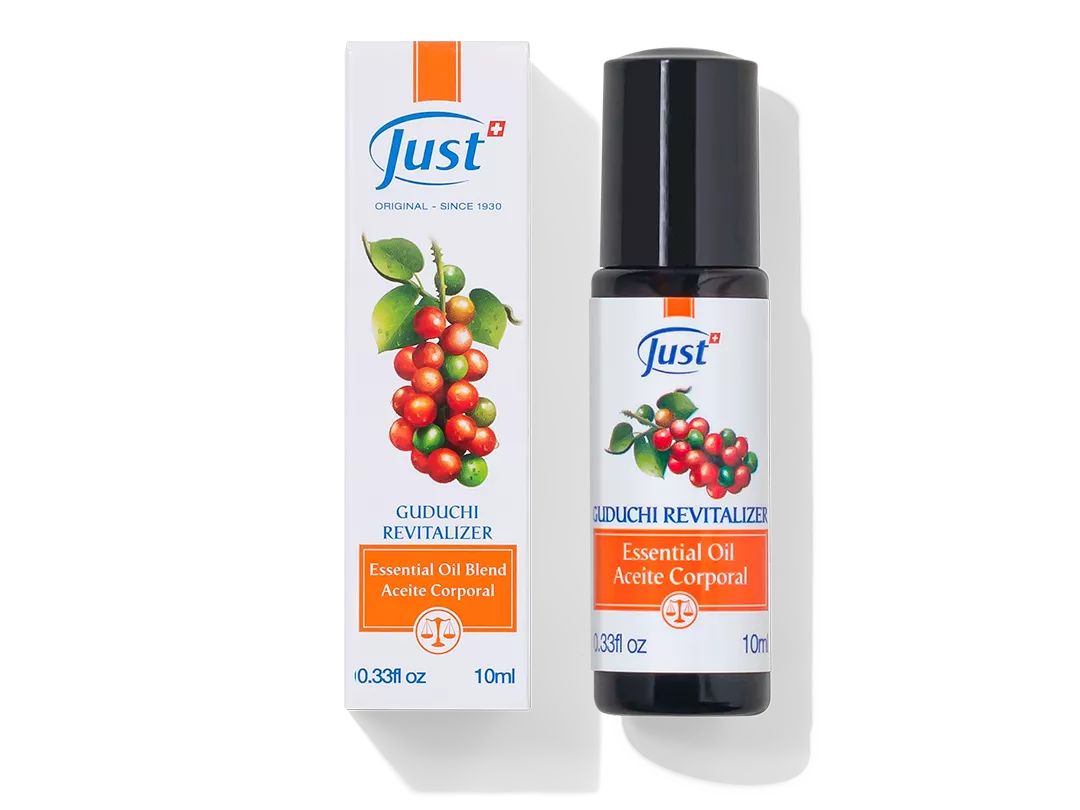 Just
ORIGINAL - SINCE 1930
GUDUCHI
REVITALIZER
Essential Oil Blend
Aceite Corporal
0.33fl oz 10ml
Just
GUDUCHI REVITALIZER
Essential Oil
Aceite Corporal
0.33fl oz 10ml